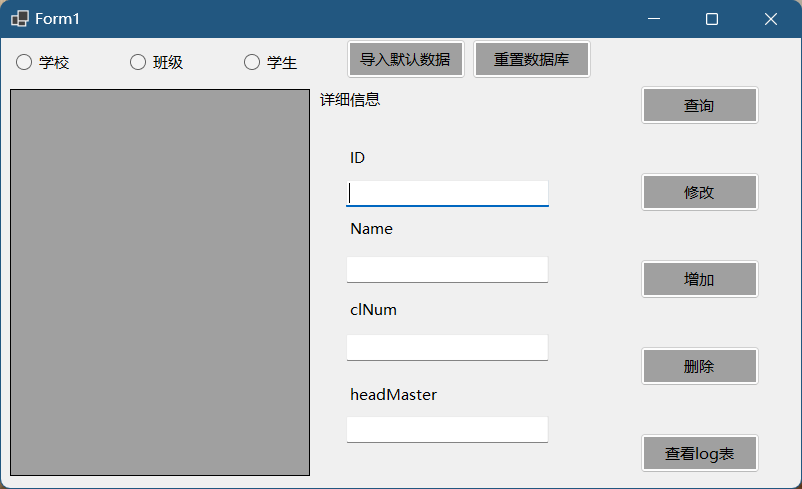 Form1
学校 班级 学生 导入默认数据 重置数据库
详细信息
查询
ID
修改
Name
增加
clNum
删除
headMaster
查看log表